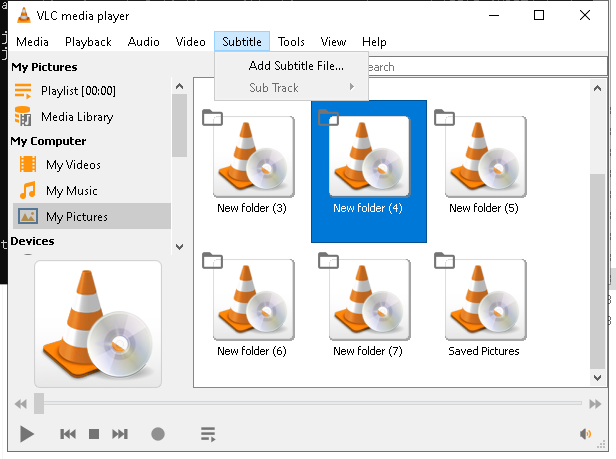 VLC media player
Media Playback Audio Video Subtitle Tools View Help
Add Subtitle File...
Sub Track
My Pictures
Playlist [00:00]
Media Library
My Computer
My Videos
My Music
My Pictures
Devices
New folder (3) New folder (4) New folder (5)
New folder (6) New folder (7) Saved Pictures